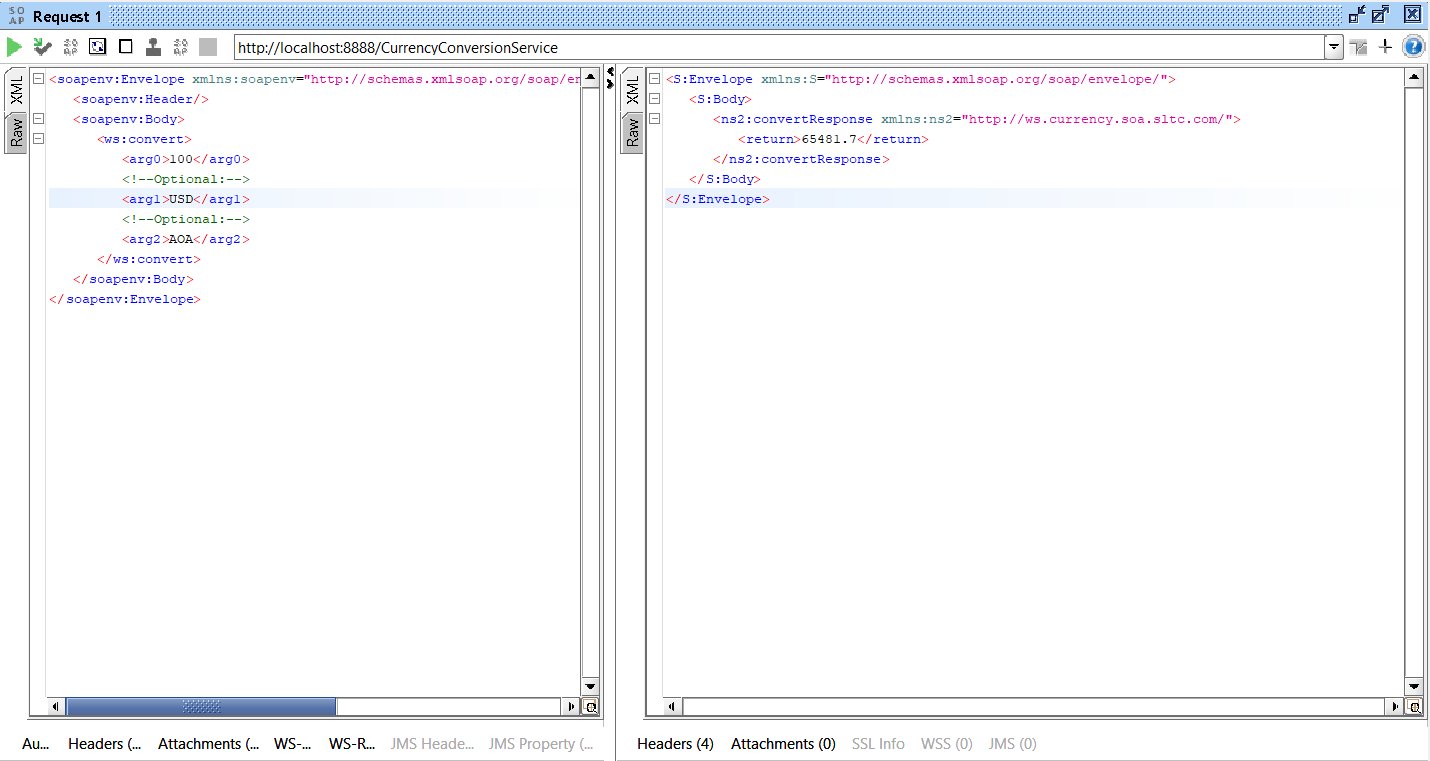 SO
AP Request 1
http://localhost:8888/CurrencyConversionService
XML
Raw
<soapenv:Envelope xmlns:soapenv="http://schemas.xmlsoap.org/soap/en
<soapenv:Header/>
<soapenv:Body>
<ws:convert>
<arg0>100</arg0>
<!--Optional:-->
<arg1>USD</arg1>
<!--Optional:-->
<arg2>AOA</arg2>
</ws:convert>
</soapenv:Body>
</soapenv:Envelope>
Au... Headers (... Attachments (... WS-... WS-R... JMS Heade... JMS Property (...
XML
Raw
<S:Envelope xmlns:S="http://schemas.xmlsoap.org/soap/envelope/">
<S:Body>
<ns2:convertResponse xmlns:ns2="http://ws.currency.soa.sltc.com/">
<return>65481.7</return>
</ns2:convertResponse>
</S:Body>
</S:Envelope>
Headers (4) Attachments (0) SSL Info WSS (0) JMS (0)